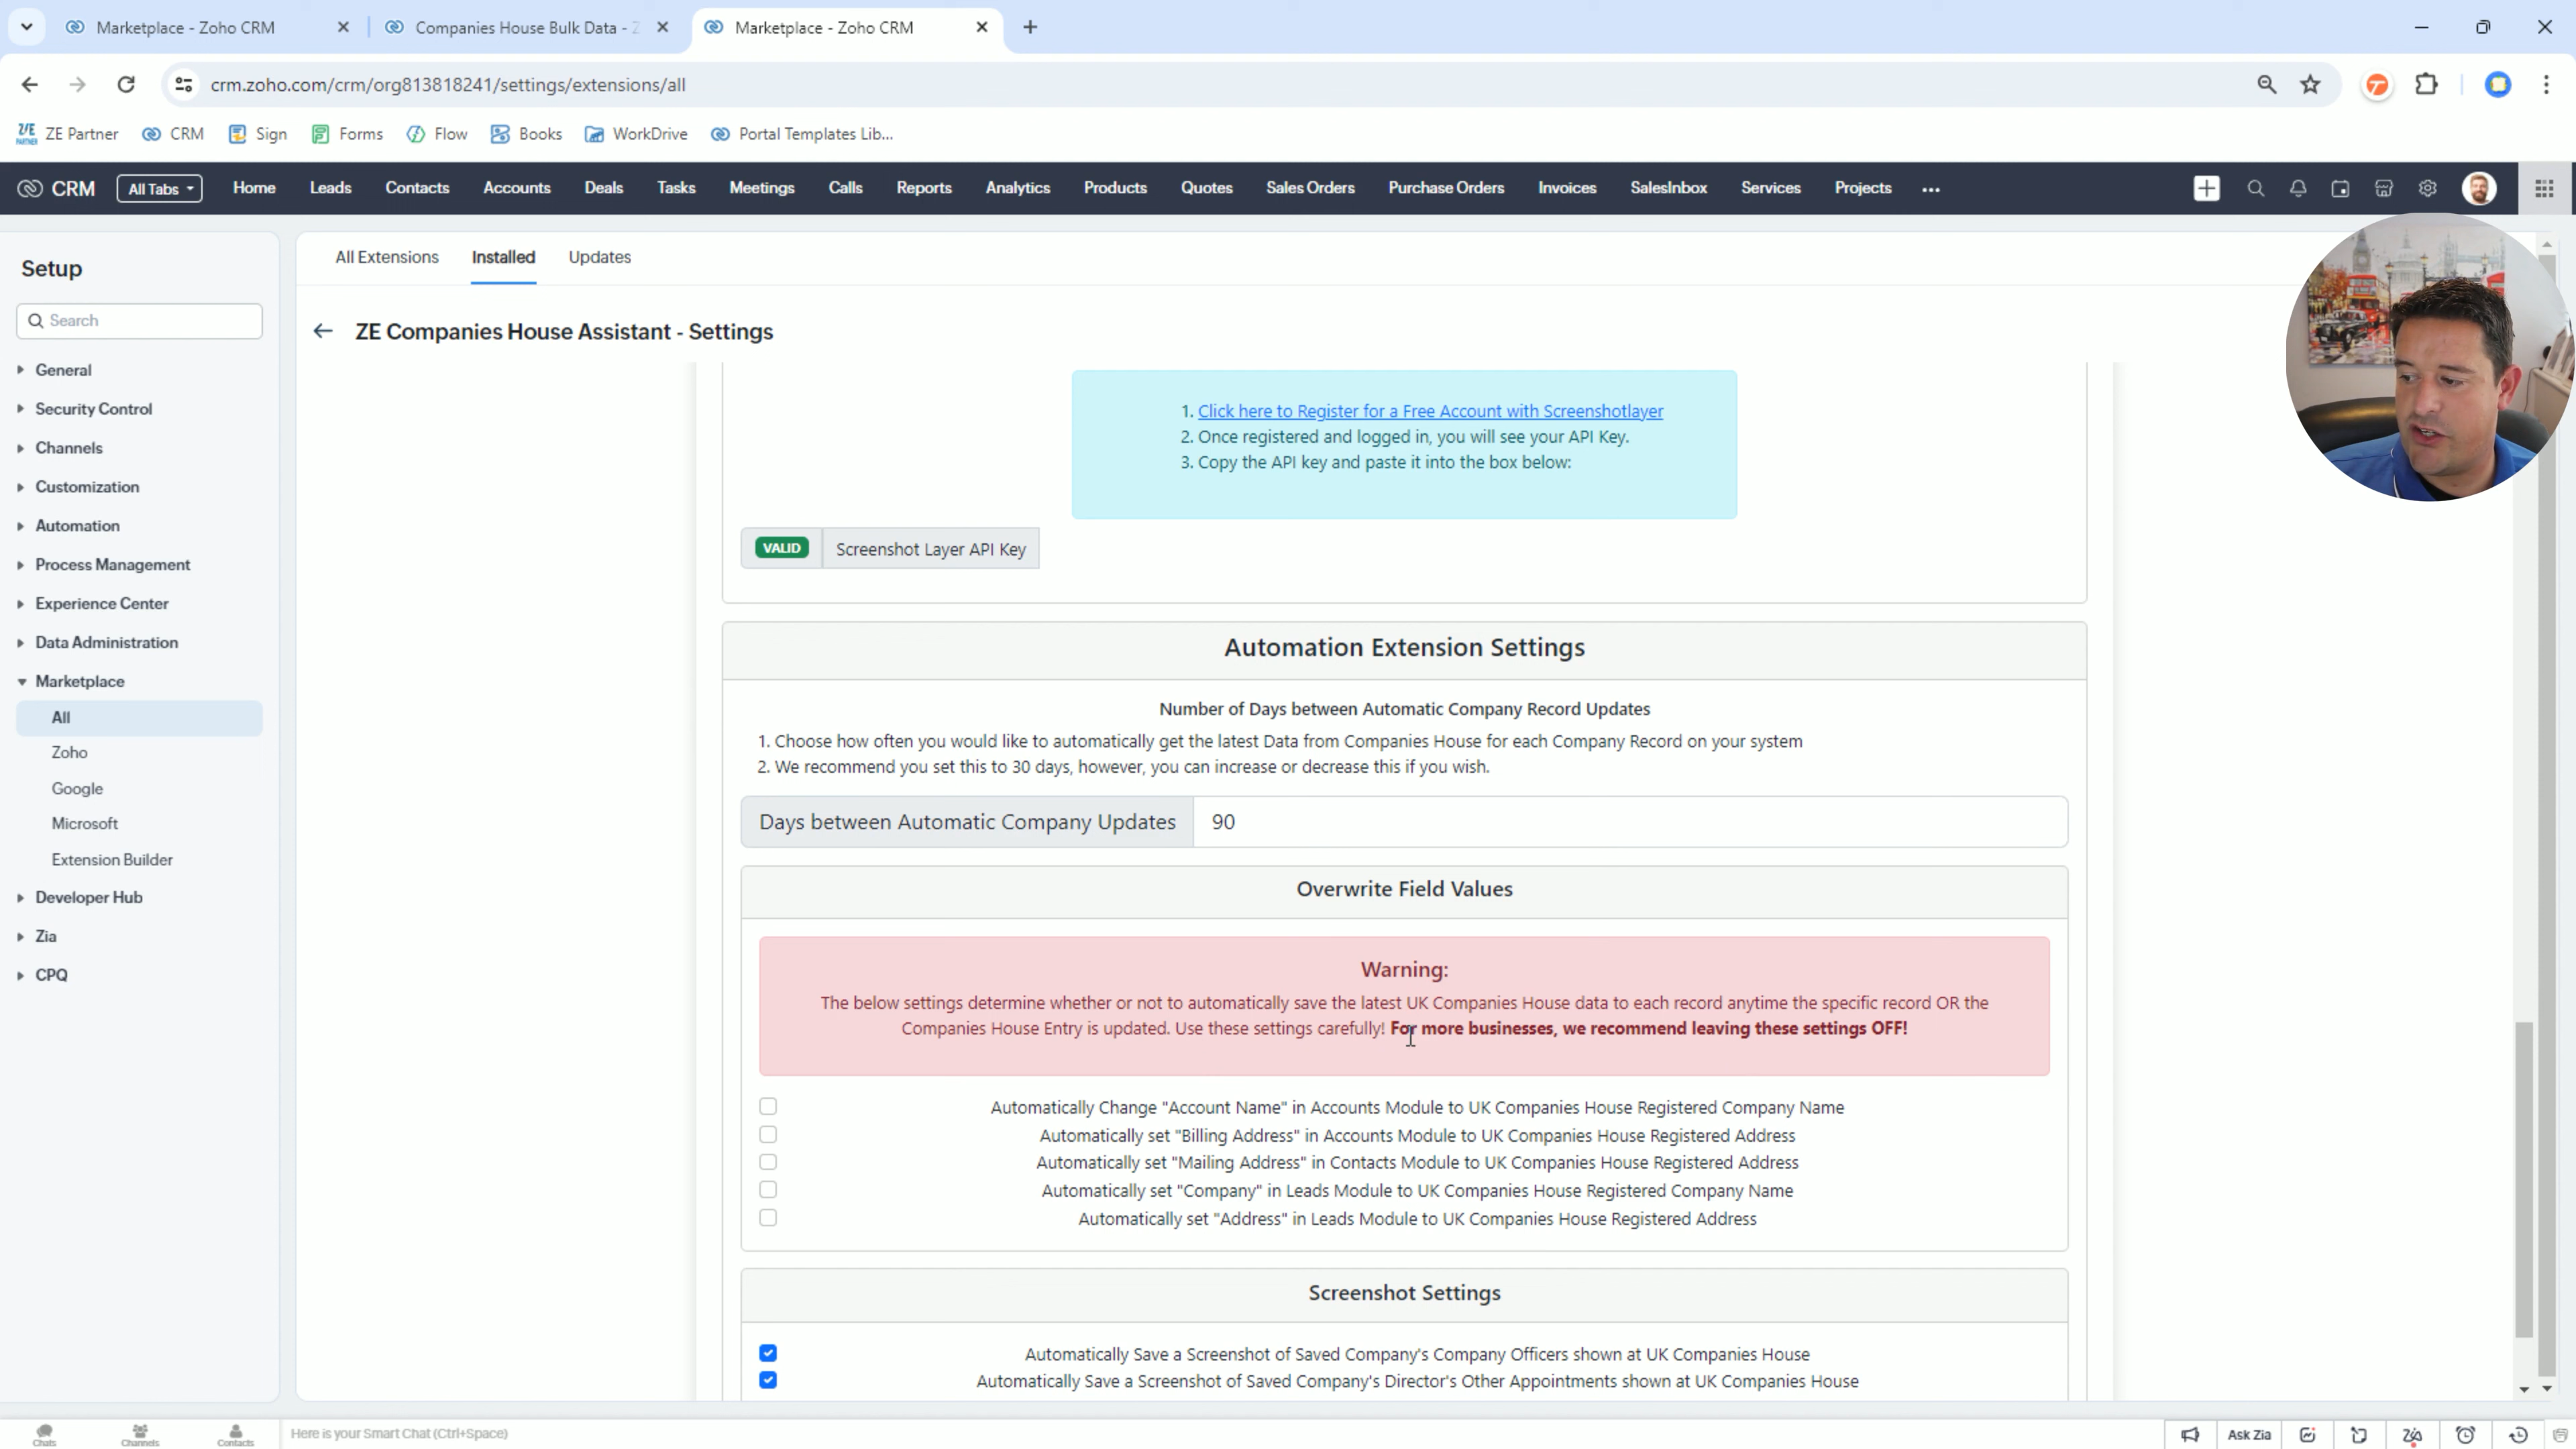 Marketplace - Zoho CRM
Companies House Bulk Data - Z
Marketplace - Zoho CRM
crm.zoho.com/crm/org813818241/settings/extensions/all
ZE Partner
CRM
Sign
Forms
Flow
Books
WorkDrive
Portal Templates Lib...
CRM
All Tabs
Home
Leads
Contacts
Accounts
Deals
Tasks
Meetings
Calls
Reports
Analytics
Products
Quotes
Sales Orders
Purchase Orders
Invoices
SalesInbox
Services
Projects
Setup
Search
General
Security Control
Channels
Customization
Automation
Process Management
Experience Center
Data Administration
Marketplace
All
Zoho
Google
Microsoft
Extension Builder
Developer Hub
Zia
CPQ
All Extensions
Installed
Updates
ZE Companies House Assistant - Settings
1. Click here to Register for a Free Account with Screenshotlayer
2. Once registered and logged in, you will see your API Key.
3. Copy the API key and paste it into the box below:
VALID
Screenshot Layer API Key
Automation Extension Settings
Number of Days between Automatic Company Record Updates
1. Choose how often you would like to automatically get the latest Data from Companies House for each Company Record on your system
2. We recommend you set this to 30 days, however, you can increase or decrease this if you wish.
Days between Automatic Company Updates
90
Overwrite Field Values
Warning:
The below settings determine whether or not to automatically save the latest UK Companies House data to each record anytime the specific record OR the
Companies House Entry is updated. Use these settings carefully! For more businesses, we recommend leaving these settings OFF!
Automatically Change "Account Name" in Accounts Module to UK Companies House Registered Company Name
Automatically set "Billing Address" in Accounts Module to UK Companies House Registered Address
Automatically set "Mailing Address" in Contacts Module to UK Companies House Registered Address
Automatically set "Company" in Leads Module to UK Companies House Registered Company Name
Automatically set "Address" in Leads Module to UK Companies House Registered Address
Screenshot Settings
Automatically Save a Screenshot of Saved Company's Company Officers shown at UK Companies House
Automatically Save a Screenshot of Saved Company's Director's Other Appointments shown at UK Companies House
Chats
Channels
Contacts
Here is your Smart Chat (Ctrl+Space)
Ask Zia